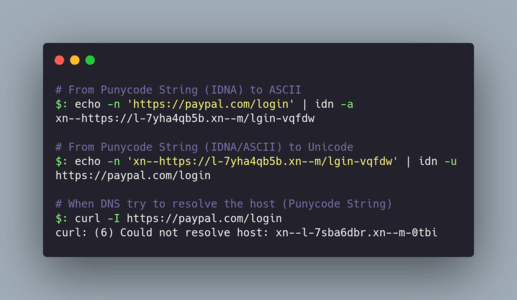 # From Punycode String (IDNA) to ASCII
$: echo -n 'https://paypal.com/login' | idn -a
xn--https://l-7yha4qb5b.xn--m/lgin-vqfdw
# From Punycode String (IDNA/ASCII) to Unicode
$: echo -n 'xn--https://l-7yha4qb5b.xn--m/lgin-vqfdw' | idn -u
https://paypal.com/login
# When DNS try to resolve the host (Punycode String)
$: curl -I https://paypal.com/login
curl: (6) Could not resolve host: xn--l-7sba6dbr.xn--m-0tbi